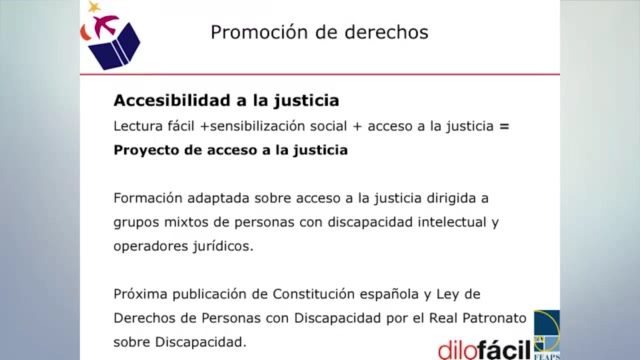 Promoción de derechos
Accesibilidad a la justicia
Lectura fácil +sensibilización social + acceso a la justicia =
Proyecto de acceso a la justicia
Formación adaptada sobre acceso a la justicia dirigida a
grupos mixtos de personas con discapacidad intelectual y
operadores jurídicos.
Próxima publicación de Constitución española y Ley de
Derechos de Personas con Discapacidad por el Real Patronato
sobre Discapacidad.
dilofácil
FEAPS